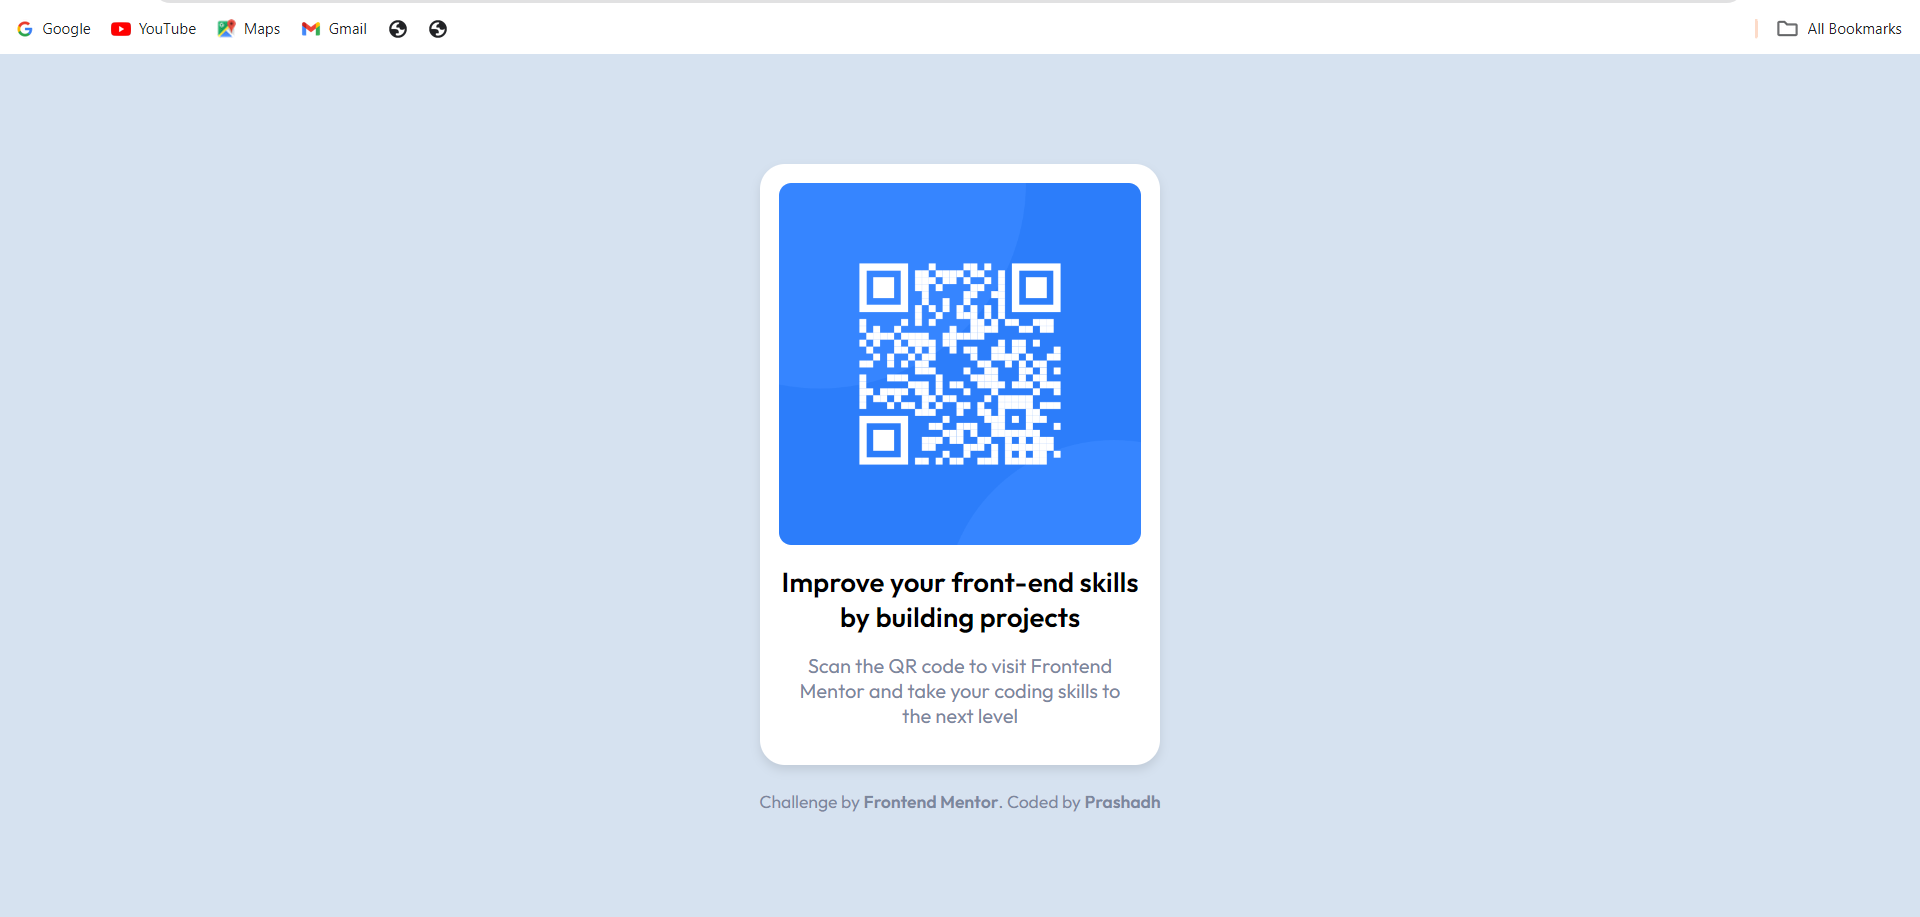 Google YouTube Maps Gmail All Bookmarks
Improve your front-end skills
by building projects
Scan the QR code to visit Frontend
Mentor and take your coding skills to
the next level
Challenge by Frontend Mentor. Coded by Prashadh